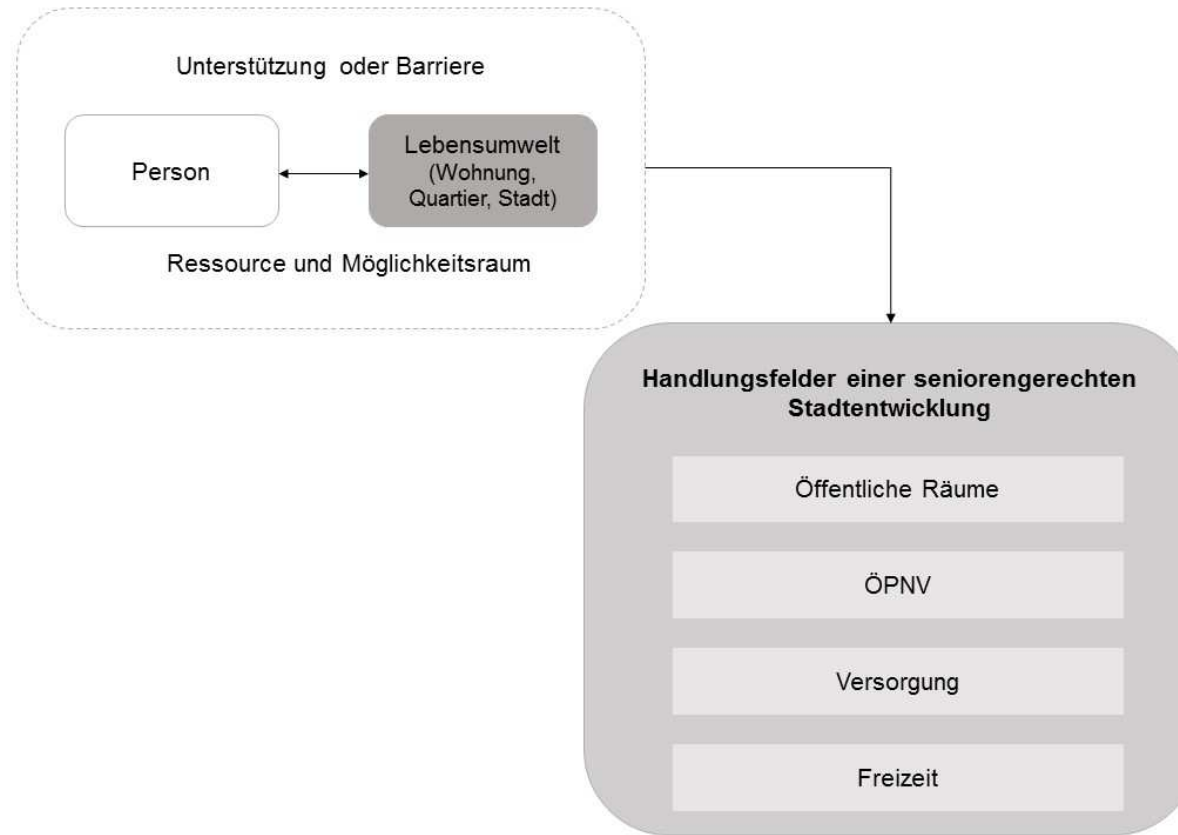 Unterstützung oder Barriere
Person
Lebensumwelt
(Wohnung,
Quartier, Stadt)
Ressource und Möglichkeitsraum
Handlungsfelder einer seniorengerechten
Stadtentwicklung
Öffentliche Räume
ÖPNV
Versorgung
Freizeit